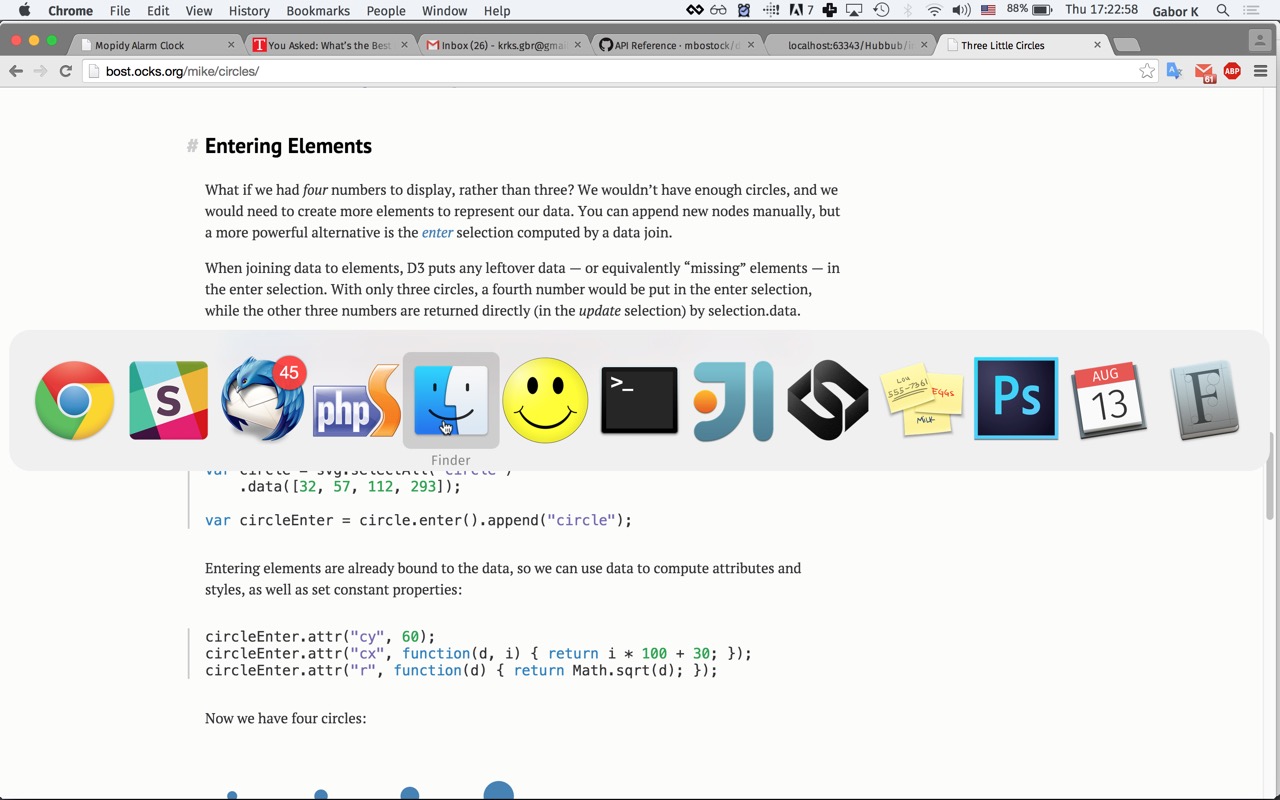 Chrome File Edit View History Bookmarks People Window Help 7 88% Thu 17:22:58 Gabor K
Mopidy Alarm Clock
You Asked: What's the Best
Inbox (26) - krks.gbr@gmai
API Reference · mbostock/d
localhost:63343/Hubbub/i
Three Little Circles
bost.ocks.org/mike/circles/
61
ABP
# Entering Elements
What if we had four numbers to display, rather than three? We wouldn’t have enough circles, and we
would need to create more elements to represent our data. You can append new nodes manually, but
a more powerful alternative is the enter selection computed by a data join.
When joining data to elements, D3 puts any leftover data — or equivalently “missing” elements — in
the enter selection. With only three circles, a fourth number would be put in the enter selection,
while the other three numbers are returned directly (in the update selection) by selection.data.
S
45
php S
>_
JI
Lou
555-7361
EGGS
MILK
Ps
AUG
13
F
Finder
var circle = svg.selectAll("circle")
.data([32, 57, 112, 293]);
var circleEnter = circle.enter().append("circle");
Entering elements are already bound to the data, so we can use data to compute attributes and
styles, as well as set constant properties:
circleEnter.attr("cy", 60);
circleEnter.attr("cx", function(d, i) { return i * 100 + 30; });
circleEnter.attr("r", function(d) { return Math.sqrt(d); });
Now we have four circles: